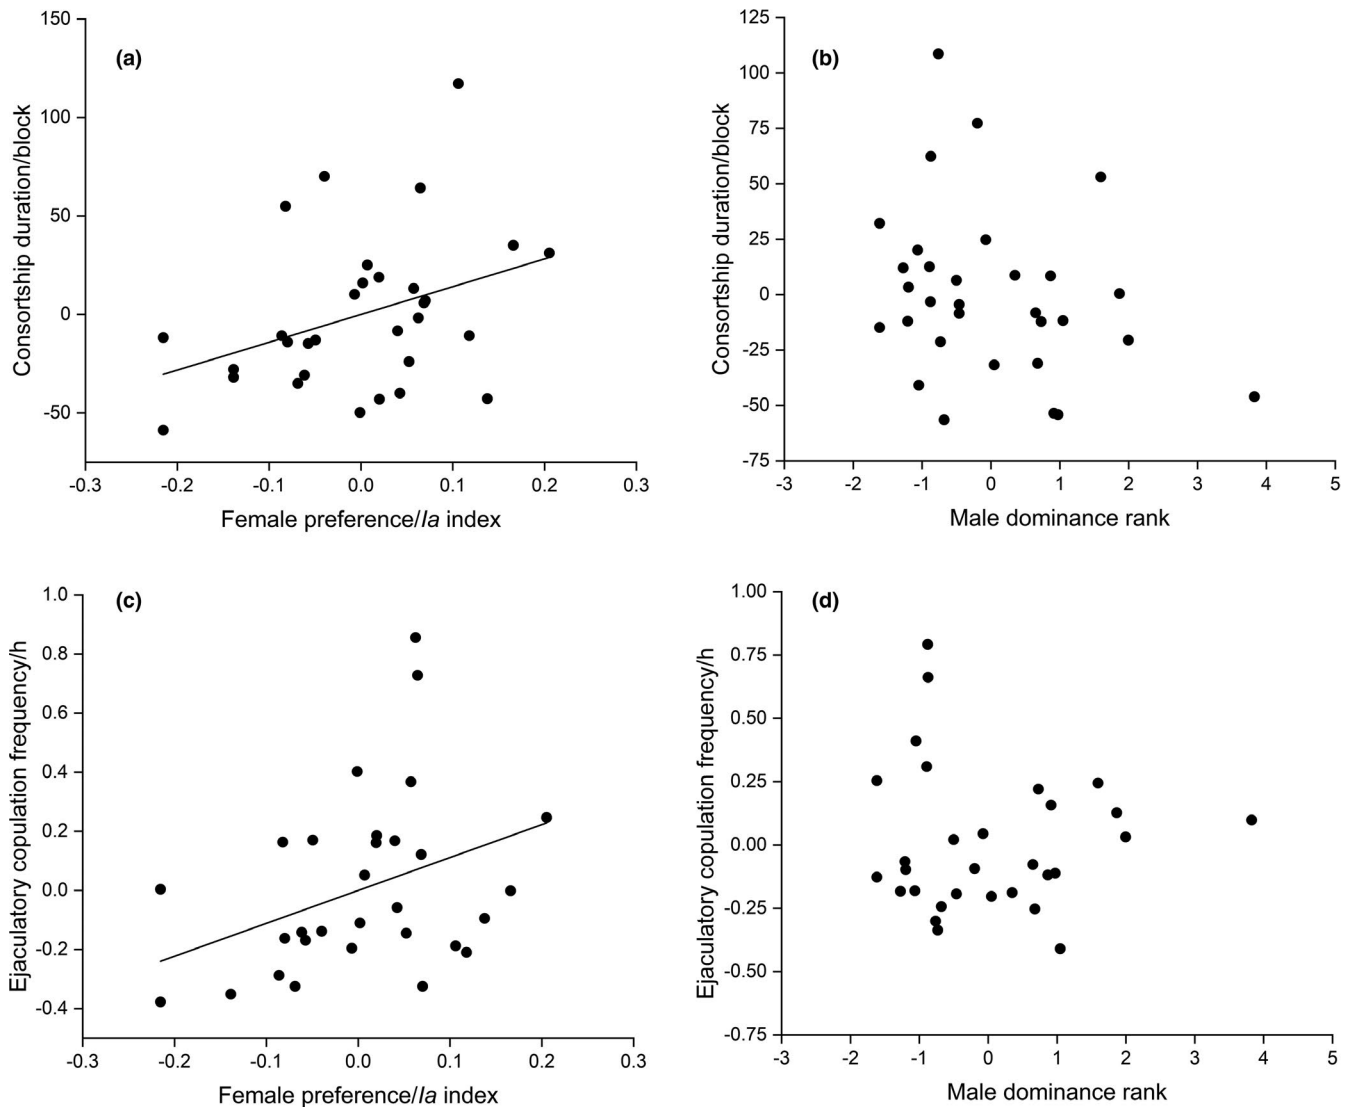 (a)
150
100
50
0
-50
-0.3 -0.2 -0.1 0.0 0.1 0.2 0.3
Consortship duration/block
Female preference/Ia index
(b)
125
100
75
50
25
0
-25
-50
-75
-3 -2 -1 0 1 2 3 4 5
Consortship duration/block
Male dominance rank
(c)
1.0
0.8
0.6
0.4
0.2
0.0
-0.2
-0.4
-0.3 -0.2 -0.1 0.0 0.1 0.2 0.3
Ejaculatory copulation frequency/h
Female preference/Ia index
(d)
1.00
0.75
0.50
0.25
0.00
-0.25
-0.50
-0.75
-3 -2 -1 0 1 2 3 4 5
Ejaculatory copulation frequency/h
Male dominance rank